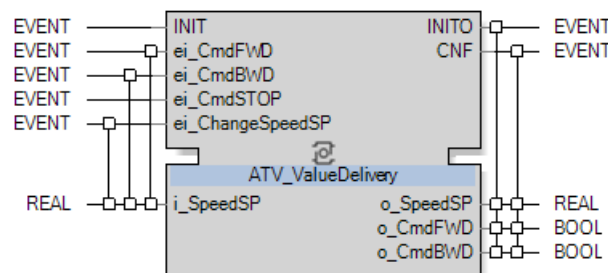 EVENT INIT INITO EVENT
EVENT ei_CmdFWD CNF EVENT
EVENT ei_CmdBWD
EVENT ei_CmdSTOP
EVENT ei_ChangeSpeedSP
ATV_ValueDelivery
REAL i_SpeedSP o_SpeedSP REAL
o_CmdFWD BOOL
o_CmdBWD BOOL